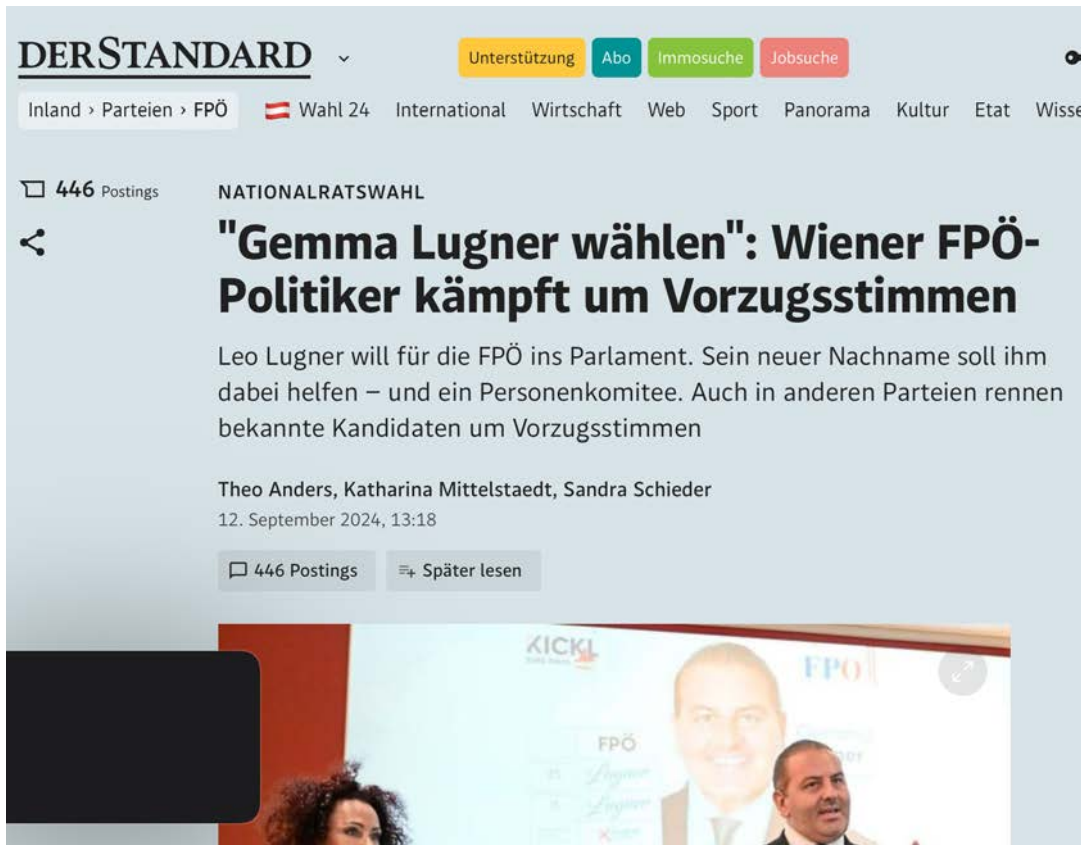 DERSTANDARD
Unterstützung Abo Immosuche Jobsuche
Inland › Parteien › FPÖ Wahl 24 International Wirtschaft Web Sport Panorama Kultur Etat Wisse
446 Postings
NATIONALRATSWAHL
"Gemma Lugner wählen": Wiener FPÖ-
Politiker kämpft um Vorzugsstimmen
Leo Lugner will für die FPÖ ins Parlament. Sein neuer Nachname soll ihm
dabei helfen – und ein Personenkomitee. Auch in anderen Parteien rennen
bekannte Kandidaten um Vorzugsstimmen
Theo Anders, Katharina Mittelstaedt, Sandra Schieder
12. September 2024, 13:18
446 Postings Später lesen
KICKL
FPÖ
FPÖ
Lugner
Lugner